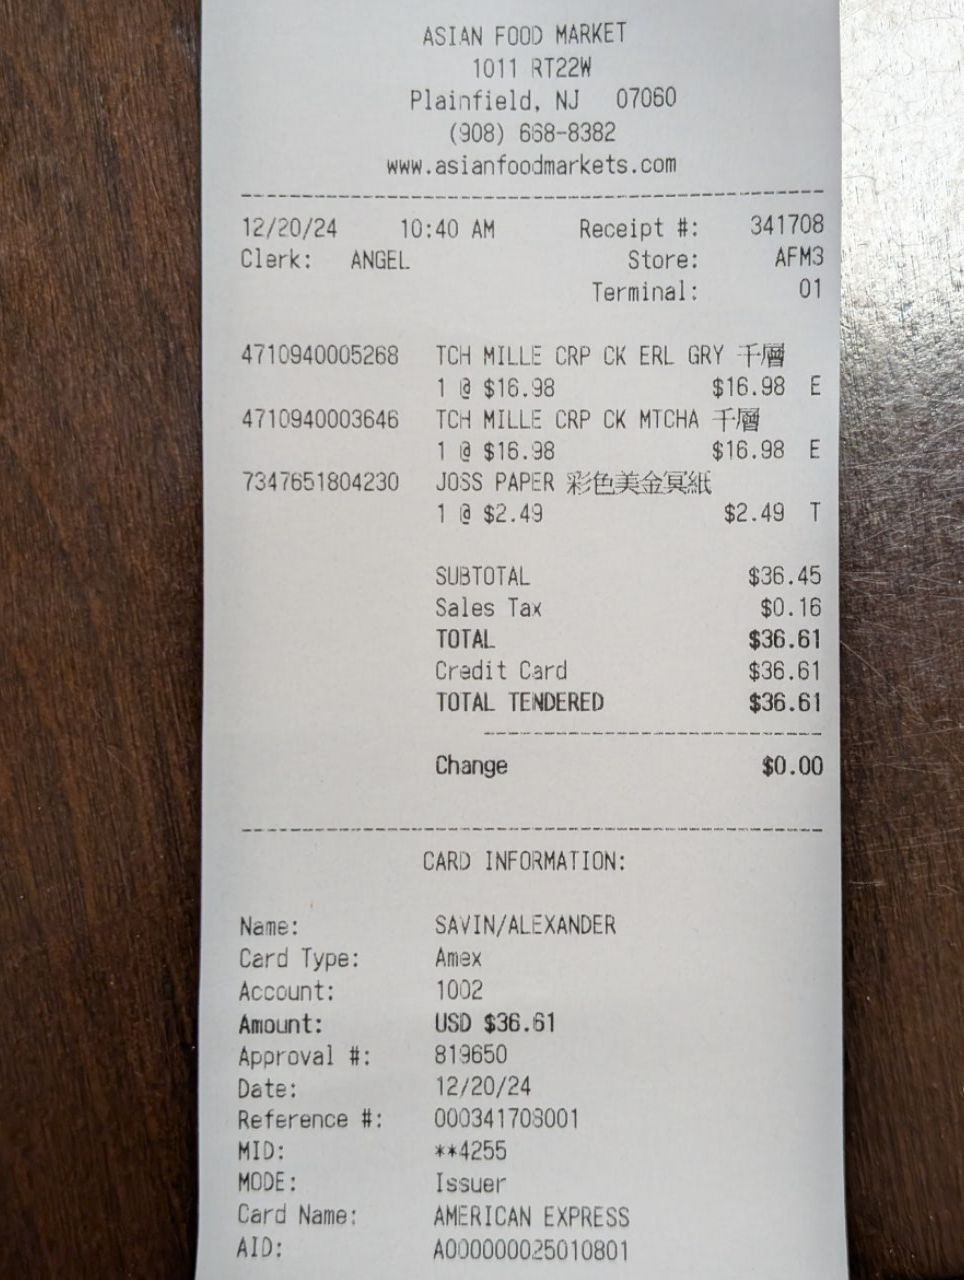 ASIAN FOOD MARKET
1011 RT22W
Plainfield, NJ 07060
(908) 668-8382
www.asianfoodmarkets.com
12/20/24 10:40 AM Receipt #: 341708
Clerk: ANGEL Store: AFM3
Terminal: 01
4710940005268 TCH MILLE CRP CK ERL GRY 千層
1 @ $16.98 $16.98 E
4710940003646 TCH MILLE CRP CK MTCHA 千層
1 @ $16.98 $16.98 E
7347651804230 JOSS PAPER 彩色美金冥紙
1 @ $2.49 $2.49 T
SUBTOTAL $36.45
Sales Tax $0.16
TOTAL $36.61
Credit Card $36.61
TOTAL TENDERED $36.61
Change $0.00
CARD INFORMATION:
Name: SAVIN/ALEXANDER
Card Type: Amex
Account: 1002
Amount: USD $36.61
Approval #: 819650
Date: 12/20/24
Reference #: 000341708001
MID: **4255
MODE: Issuer
Card Name: AMERICAN EXPRESS
AID: A000000025010801